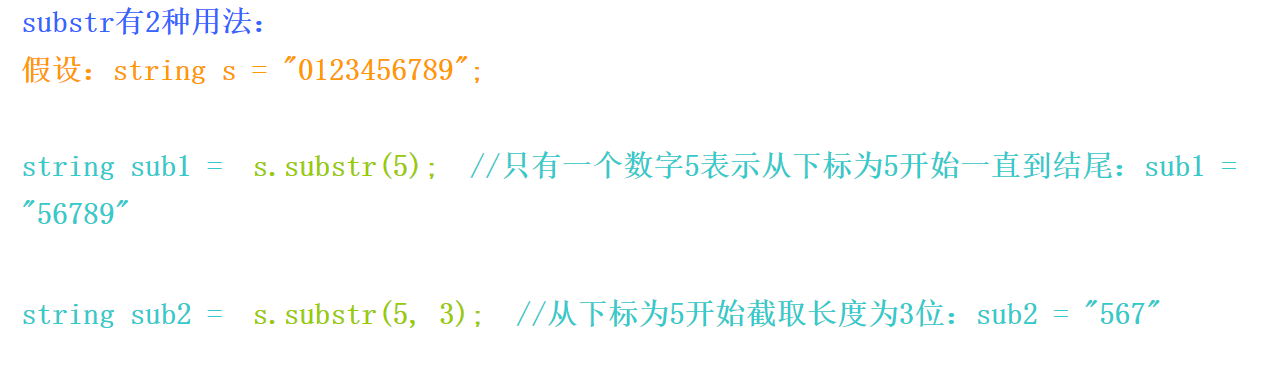 substr有2种用法：
假设：string s = "0123456789";
string sub1 =  s.substr(5);  //只有一个数字5表示从下标为5开始一直到结尾：sub1 =
"56789"
string sub2 =  s.substr(5, 3);  //从下标为5开始截取长度为3位：sub2 = "567"